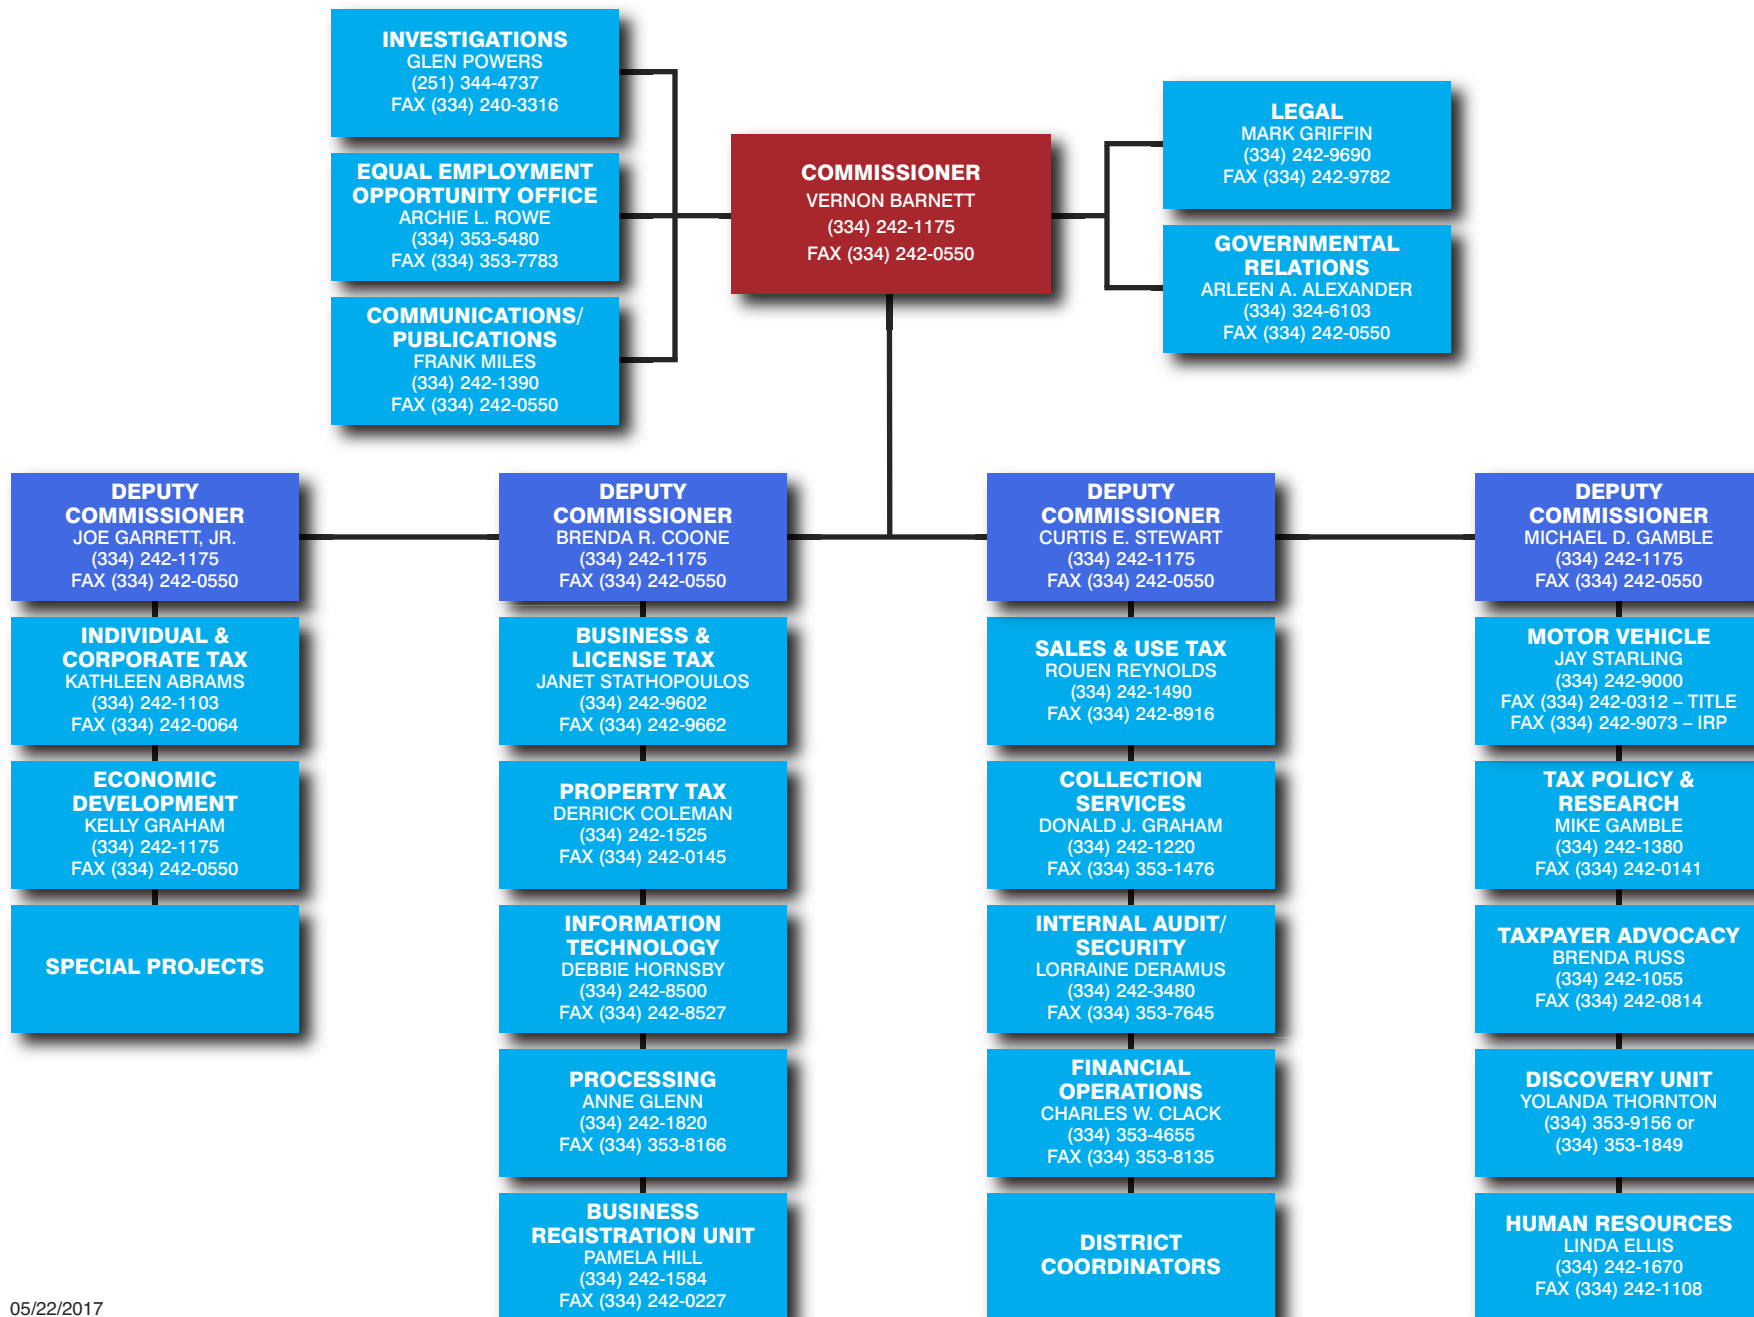 INVESTIGATIONS
GLEN POWERS
(251) 344-4737
FAX (334) 240-3316
EQUAL EMPLOYMENT
OPPORTUNITY OFFICE
ARCHIE L. ROWE
(334) 353-5480
FAX (334) 353-7783
COMMUNICATIONS/
PUBLICATIONS
FRANK MILES
(334) 242-1390
FAX (334) 242-0550
COMMISSIONER
VERNON BARNETT
(334) 242-1175
FAX (334) 242-0550
LEGAL
MARK GRIFFIN
(334) 242-9690
FAX (334) 242-9782
GOVERNMENTAL
RELATIONS
ARLEEN A. ALEXANDER
(334) 324-6103
FAX (334) 242-0550
DEPUTY
COMMISSIONER
JOE GARRETT, JR.
(334) 242-1175
FAX (334) 242-0550
INDIVIDUAL &
CORPORATE TAX
KATHLEEN ABRAMS
(334) 242-1103
FAX (334) 242-0064
ECONOMIC
DEVELOPMENT
KELLY GRAHAM
(334) 242-1175
FAX (334) 242-0550
SPECIAL PROJECTS
DEPUTY
COMMISSIONER
BRENDA R. COONE
(334) 242-1175
FAX (334) 242-0550
BUSINESS &
LICENSE TAX
JANET STATHOPOULOS
(334) 242-9602
FAX (334) 242-9662
PROPERTY TAX
DERRICK COLEMAN
(334) 242-1525
FAX (334) 242-0145
INFORMATION
TECHNOLOGY
DEBBIE HORNSBY
(334) 242-8500
FAX (334) 242-8527
PROCESSING
ANNE GLENN
(334) 242-1820
FAX (334) 353-8166
BUSINESS
REGISTRATION UNIT
PAMELA HILL
(334) 242-1584
FAX (334) 242-0227
DEPUTY
COMMISSIONER
CURTIS E. STEWART
(334) 242-1175
FAX (334) 242-0550
SALES & USE TAX
ROUEN REYNOLDS
(334) 242-1490
FAX (334) 242-8916
COLLECTION
SERVICES
DONALD J. GRAHAM
(334) 242-1220
FAX (334) 353-1476
INTERNAL AUDIT/
SECURITY
LORRAINE DERAMUS
(334) 242-3480
FAX (334) 353-7645
FINANCIAL
OPERATIONS
CHARLES W. CLACK
(334) 353-4655
FAX (334) 353-8135
DISTRICT
COORDINATORS
DEPUTY
COMMISSIONER
MICHAEL D. GAMBLE
(334) 242-1175
FAX (334) 242-0550
MOTOR VEHICLE
JAY STARLING
(334) 242-9000
FAX (334) 242-0312 – TITLE
FAX (334) 242-9073 – IRP
TAX POLICY &
RESEARCH
MIKE GAMBLE
(334) 242-1380
FAX (334) 242-0141
TAXPAYER ADVOCACY
BRENDA RUSS
(334) 242-1055
FAX (334) 242-0814
DISCOVERY UNIT
YOLANDA THORNTON
(334) 353-9156 or
(334) 353-1849
HUMAN RESOURCES
LINDA ELLIS
(334) 242-1670
FAX (334) 242-1108
05/22/2017